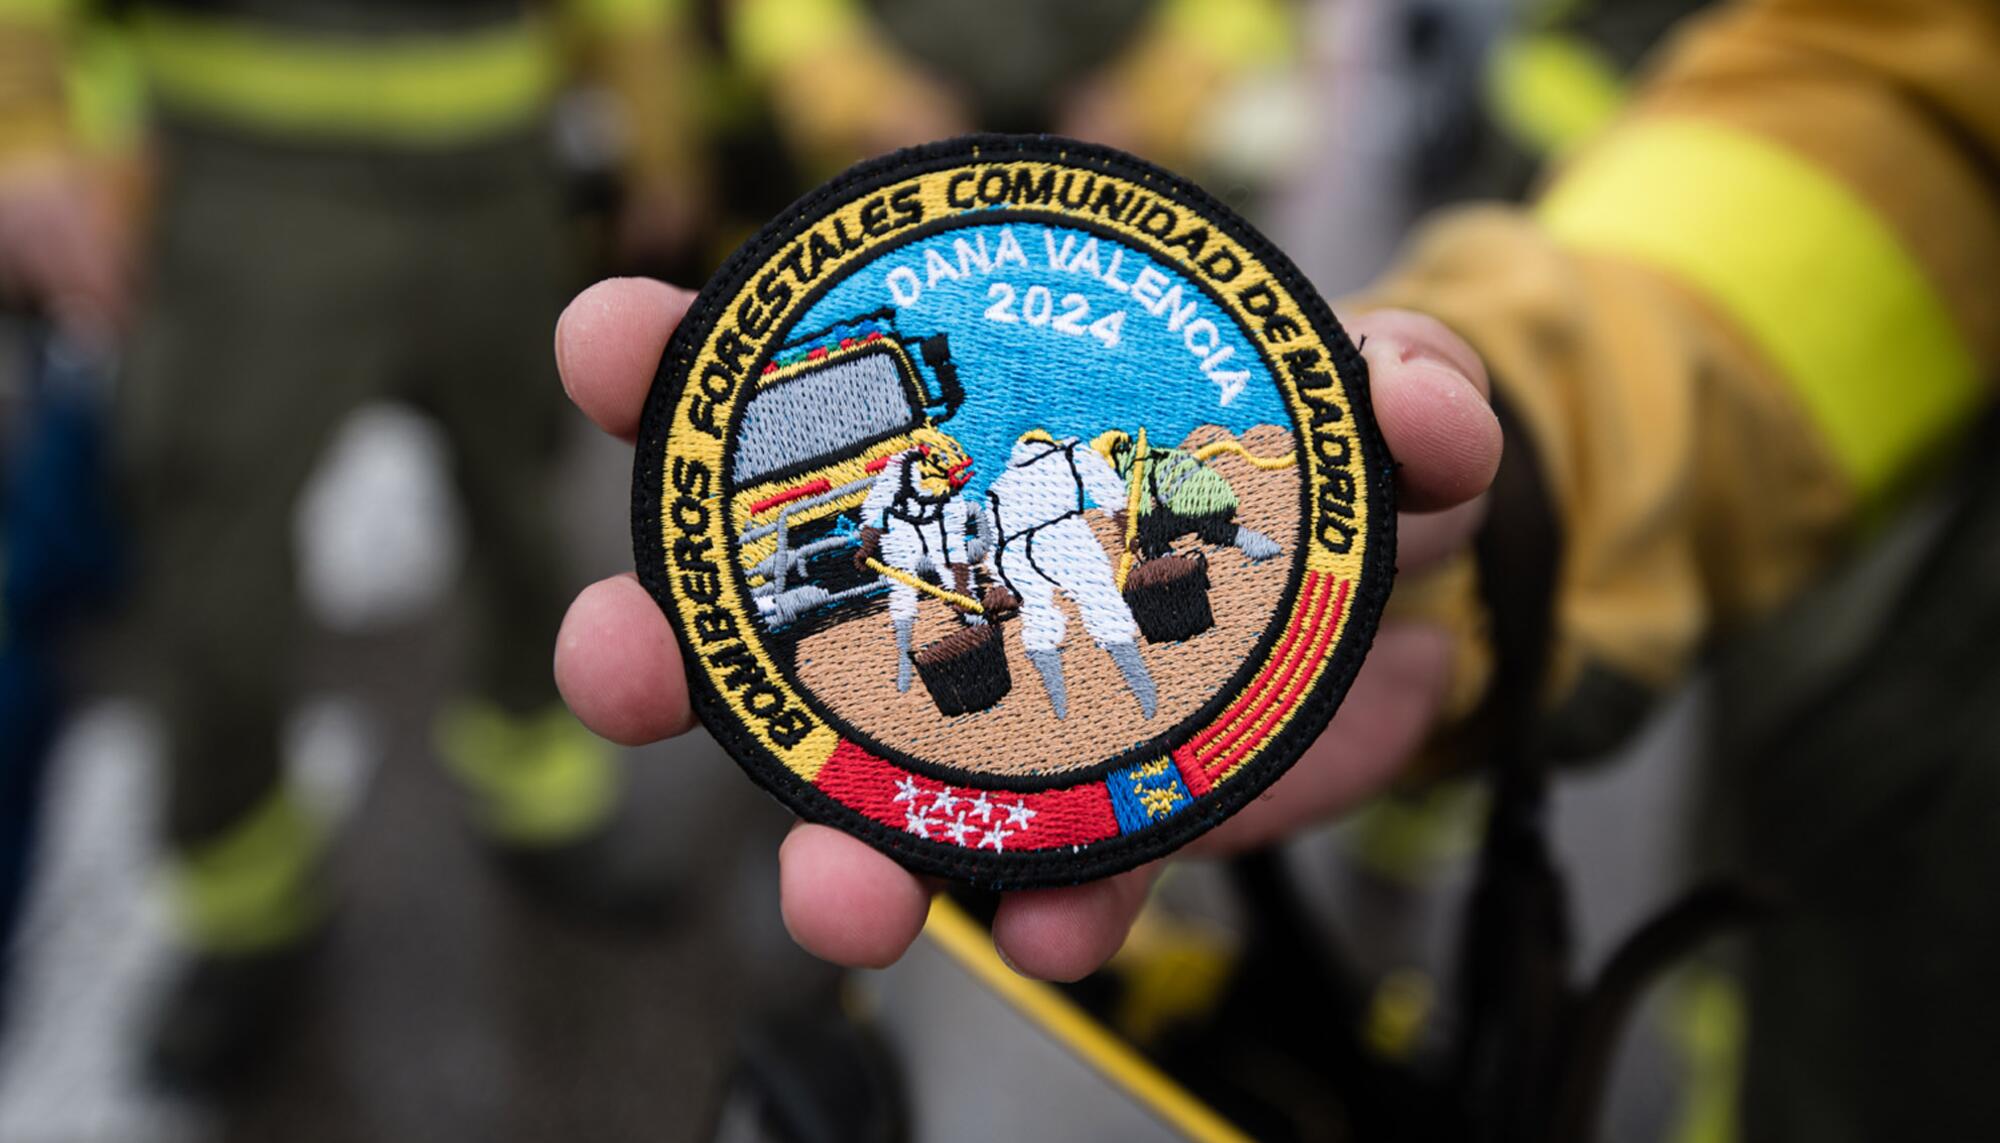 BOMBEROS FORESTALES COMUNIDAD DE MADRID
DANA VALENCIA
2024